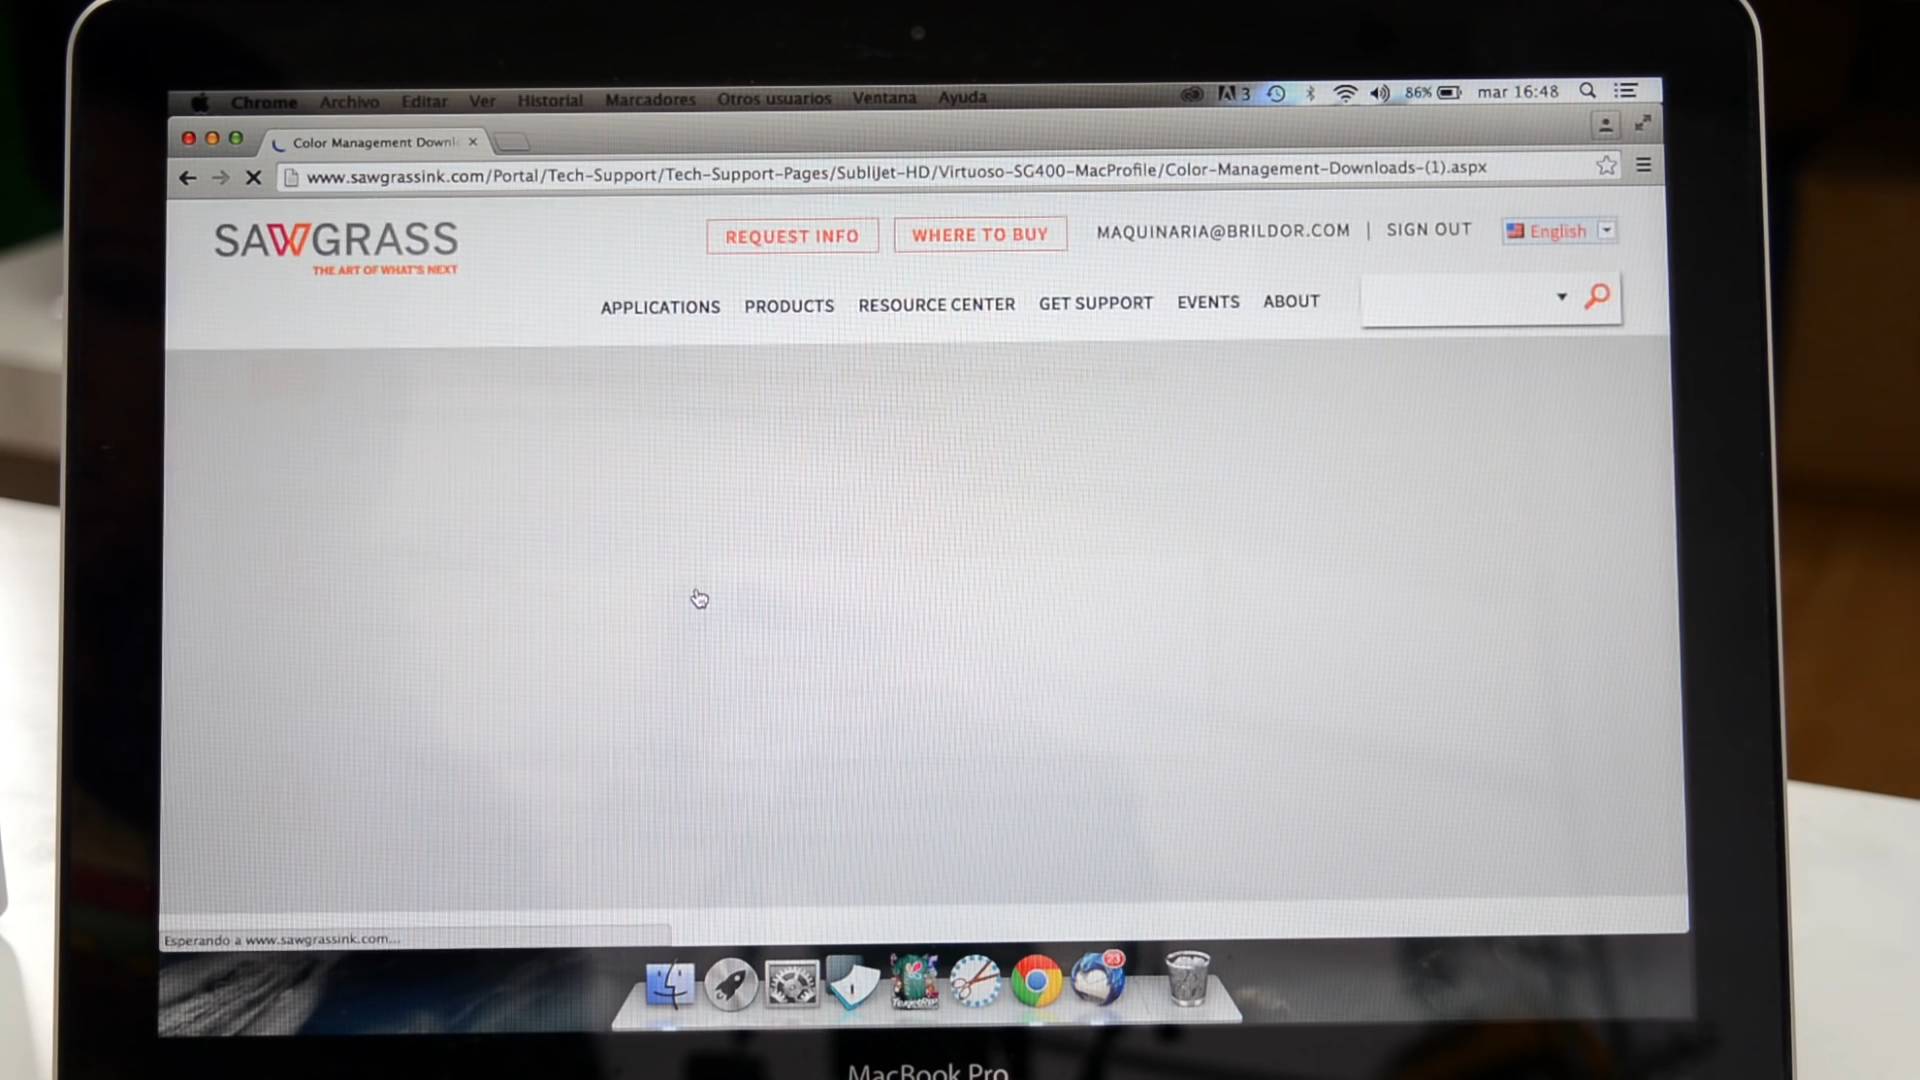 Chrome Archivo Editar Ver Historial Marcadores Otros usuarios Ventana Ayuda 3 86% mar 16:48
Color Management Downl
www.sawgrassink.com/Portal/Tech-Support/Tech-Support-Pages/SubliJet-HD/Virtuoso-SG400-MacProfile/Color-Management-Downloads-(1).aspx
SAWGRASS
THE ART OF WHAT'S NEXT
REQUEST INFO WHERE TO BUY MAQUINARIA@BRILDOR.COM | SIGN OUT English
APPLICATIONS PRODUCTS RESOURCE CENTER GET SUPPORT EVENTS ABOUT
Esperando a www.sawgrassink.com...
23
MacBook Pro